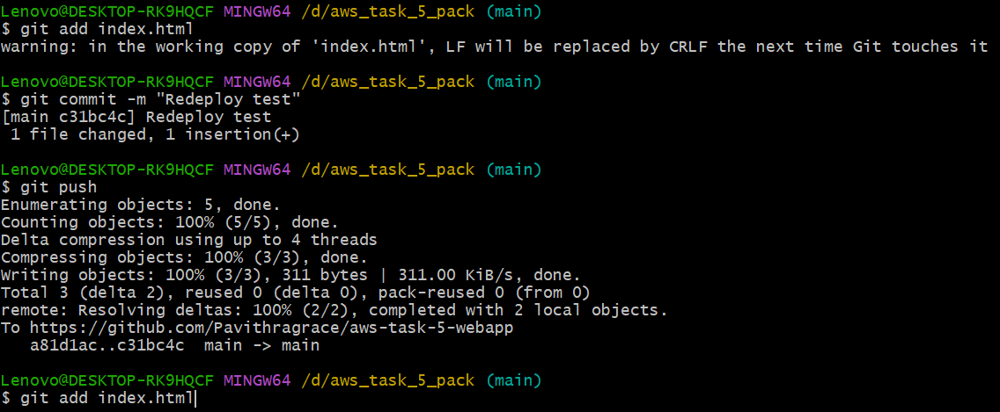 Lenovo@DESKTOP-RK9HQCF MINGW64 /d/aws_task_5_pack (main)
$ git add index.html
warning: in the working copy of 'index.html', LF will be replaced by CRLF the next time Git touches it
Lenovo@DESKTOP-RK9HQCF MINGW64 /d/aws_task_5_pack (main)
$ git commit -m "Redeploy test"
[main c31bc4c] Redeploy test
 1 file changed, 1 insertion(+)
Lenovo@DESKTOP-RK9HQCF MINGW64 /d/aws_task_5_pack (main)
$ git push
Enumerating objects: 5, done.
Counting objects: 100% (5/5), done.
Delta compression using up to 4 threads
Compressing objects: 100% (3/3), done.
Writing objects: 100% (3/3), 311 bytes | 311.00 KiB/s, done.
Total 3 (delta 2), reused 0 (delta 0), pack-reused 0 (from 0)
remote: Resolving deltas: 100% (2/2), completed with 2 local objects.
To https://github.com/Pavithragrace/aws-task-5-webapp
   a81d1ac..c31bc4c  main -> main
Lenovo@DESKTOP-RK9HQCF MINGW64 /d/aws_task_5_pack (main)
$ git add index.html